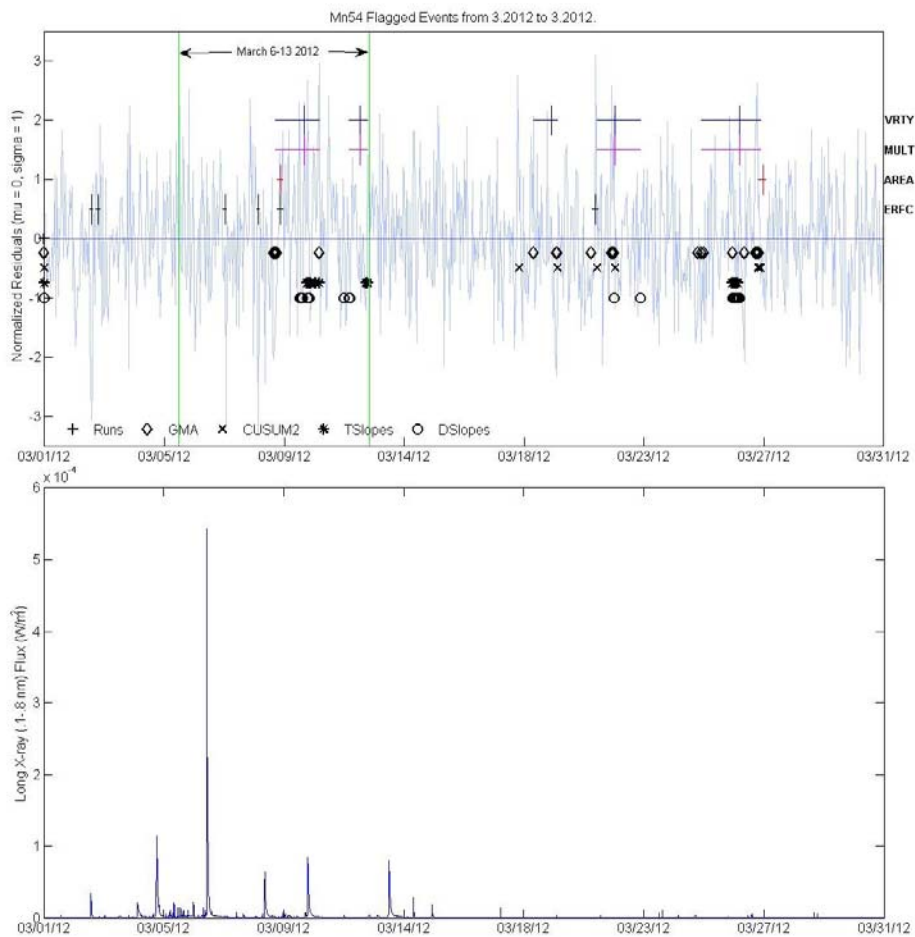 Mn54 Flagged Events from 3.2012 to 3.2012.
Normalized Residuals (mu = 0, sigma = 1)
3
2
1
0
-1
-2
-3
March 6-13 2012
VRTY
MULT
AREA
ERFC
Runs GMA CUSUM2 TSlopes DSlopes
03/01/12 03/05/12 03/09/12 03/14/12 03/18/12 03/23/12 03/27/12 03/31/12
x 10^-4
Long X-ray (.1-.8 nm) Flux (W/m²)
6
5
4
3
2
1
0
03/01/12 03/05/12 03/09/12 03/14/12 03/18/12 03/23/12 03/27/12 03/31/12